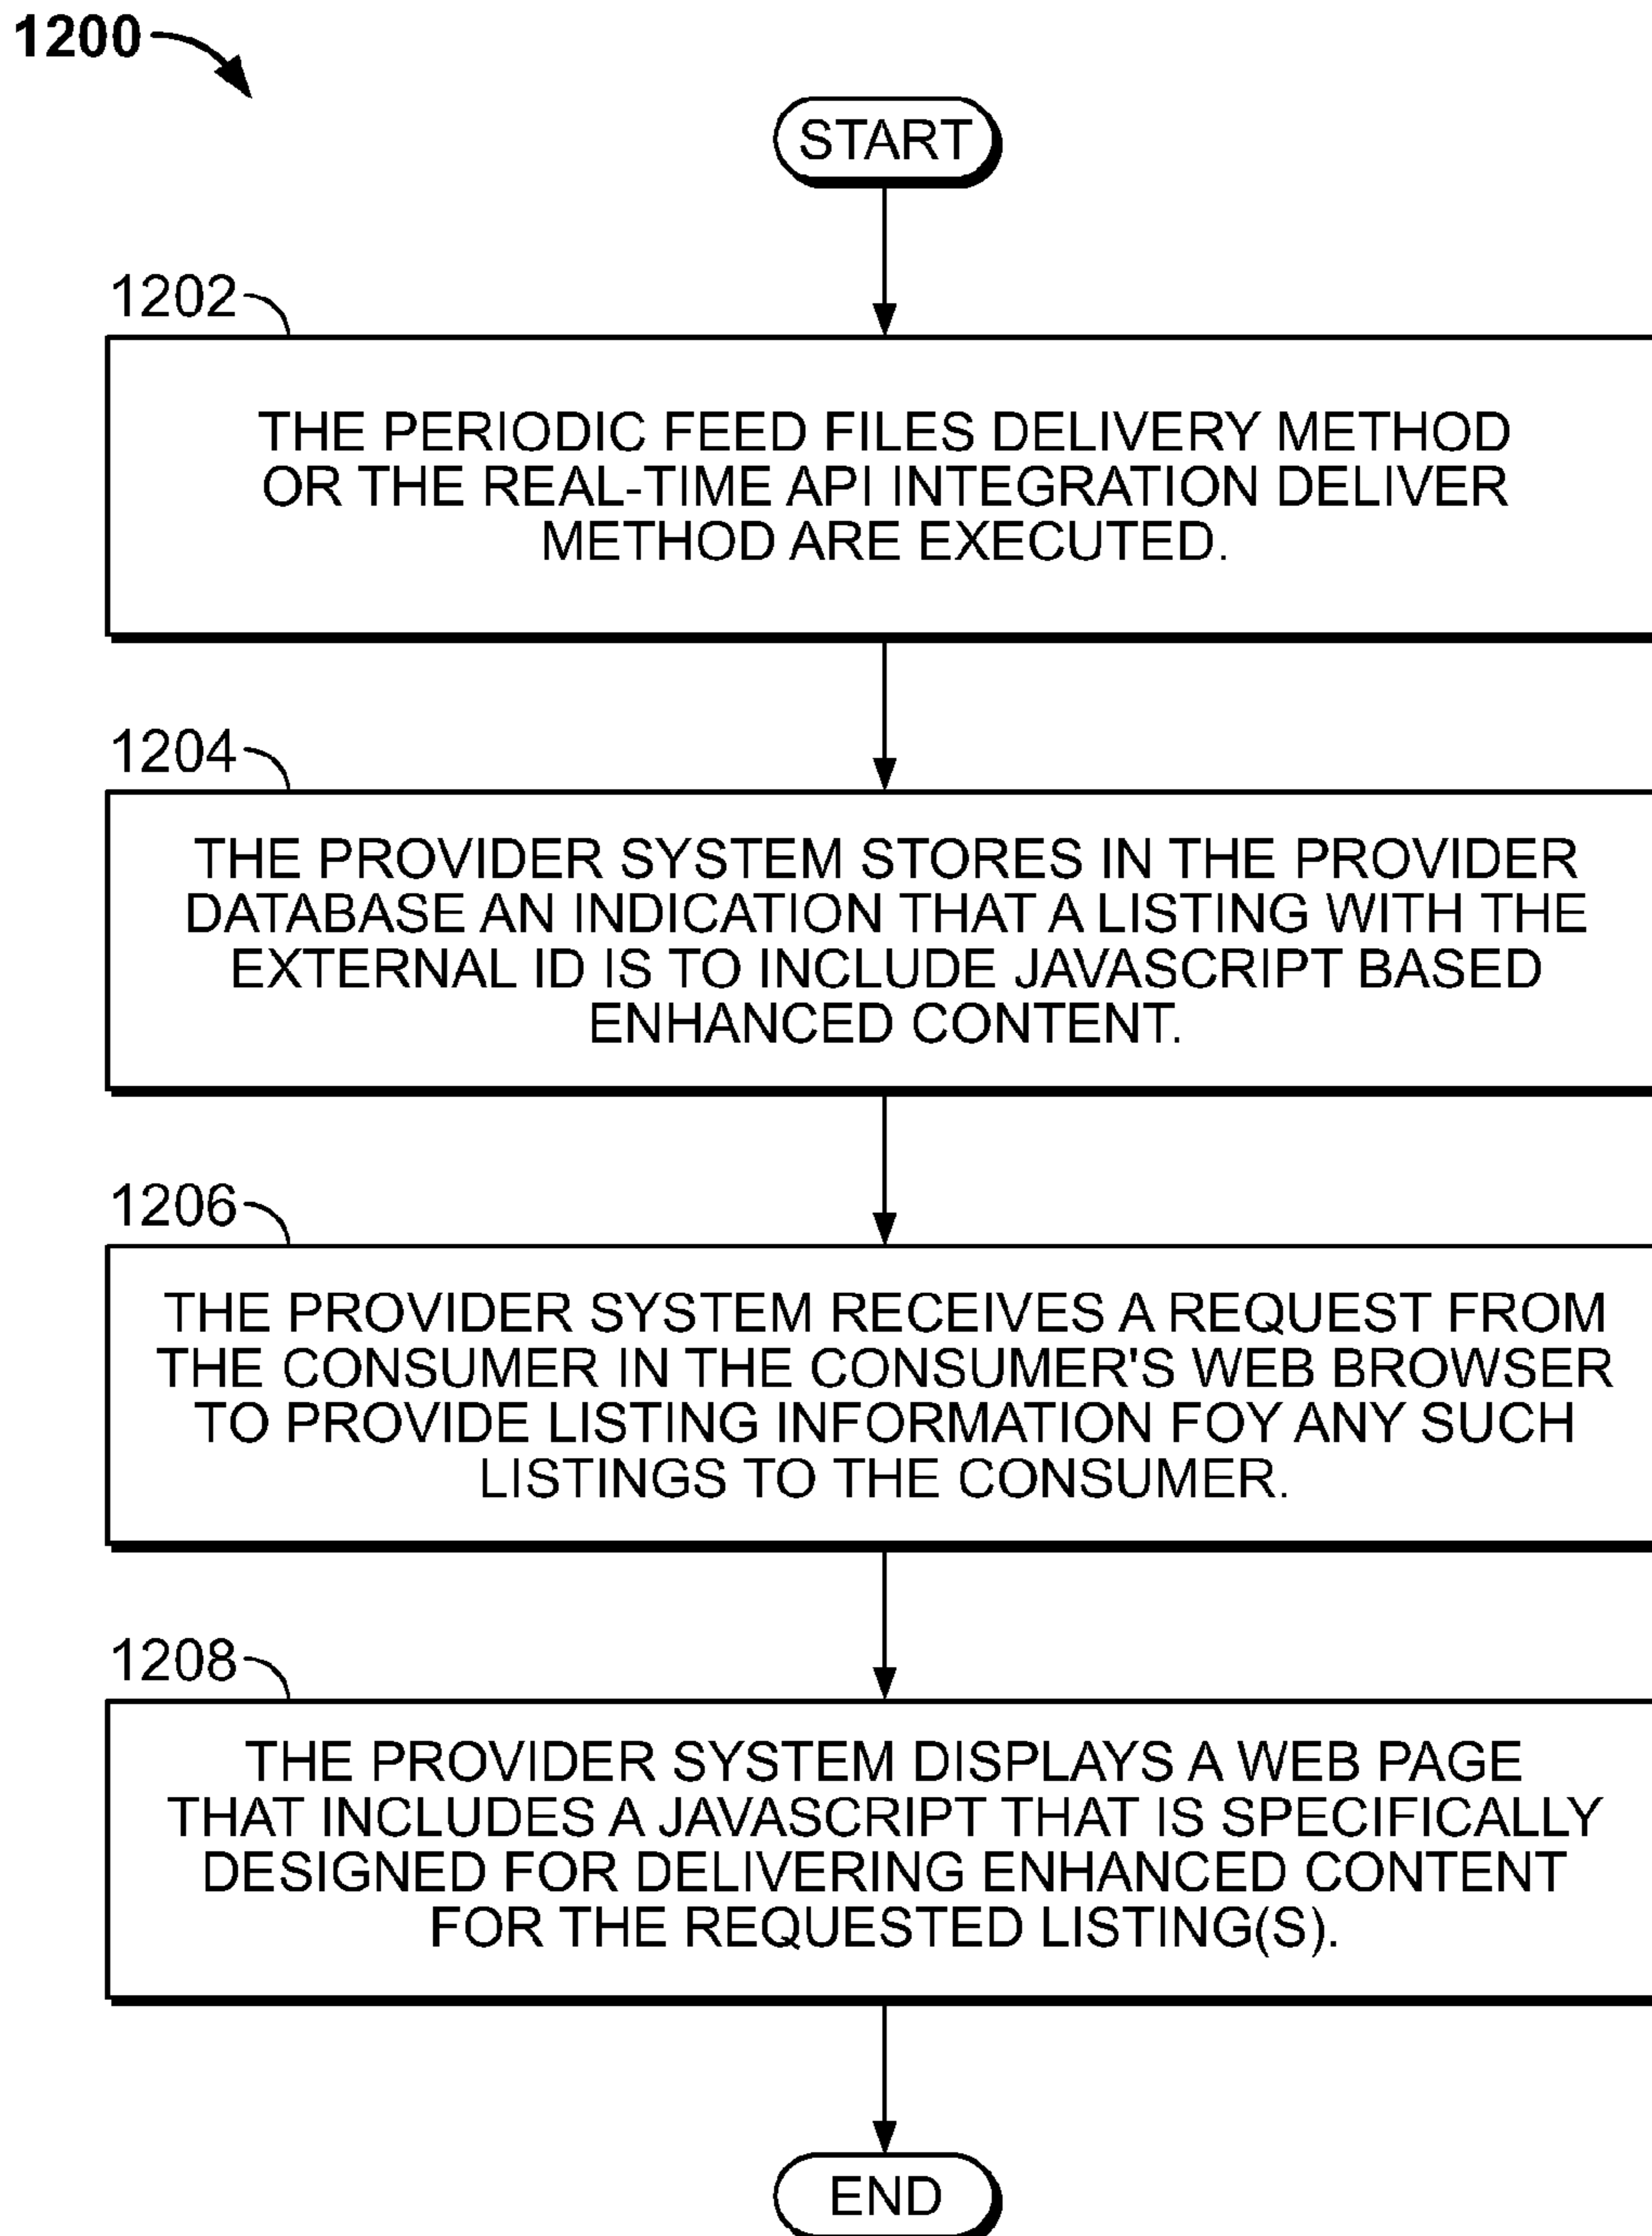 1200
START
1202
THE PERIODIC FEED FILES DELIVERY METHOD
OR THE REAL-TIME API INTEGRATION DELIVER
METHOD ARE EXECUTED.
1204
THE PROVIDER SYSTEM STORES IN THE PROVIDER
DATABASE AN INDICATION THAT A LISTING WITH THE
EXTERNAL ID IS TO INCLUDE JAVASCRIPT BASED
ENHANCED CONTENT.
1206
THE PROVIDER SYSTEM RECEIVES A REQUEST FROM
THE CONSUMER IN THE CONSUMER'S WEB BROWSER
TO PROVIDE LISTING INFORMATION FOY ANY SUCH
LISTINGS TO THE CONSUMER.
1208
THE PROVIDER SYSTEM DISPLAYS A WEB PAGE
THAT INCLUDES A JAVASCRIPT THAT IS SPECIFICALLY
DESIGNED FOR DELIVERING ENHANCED CONTENT
FOR THE REQUESTED LISTING(S).
END